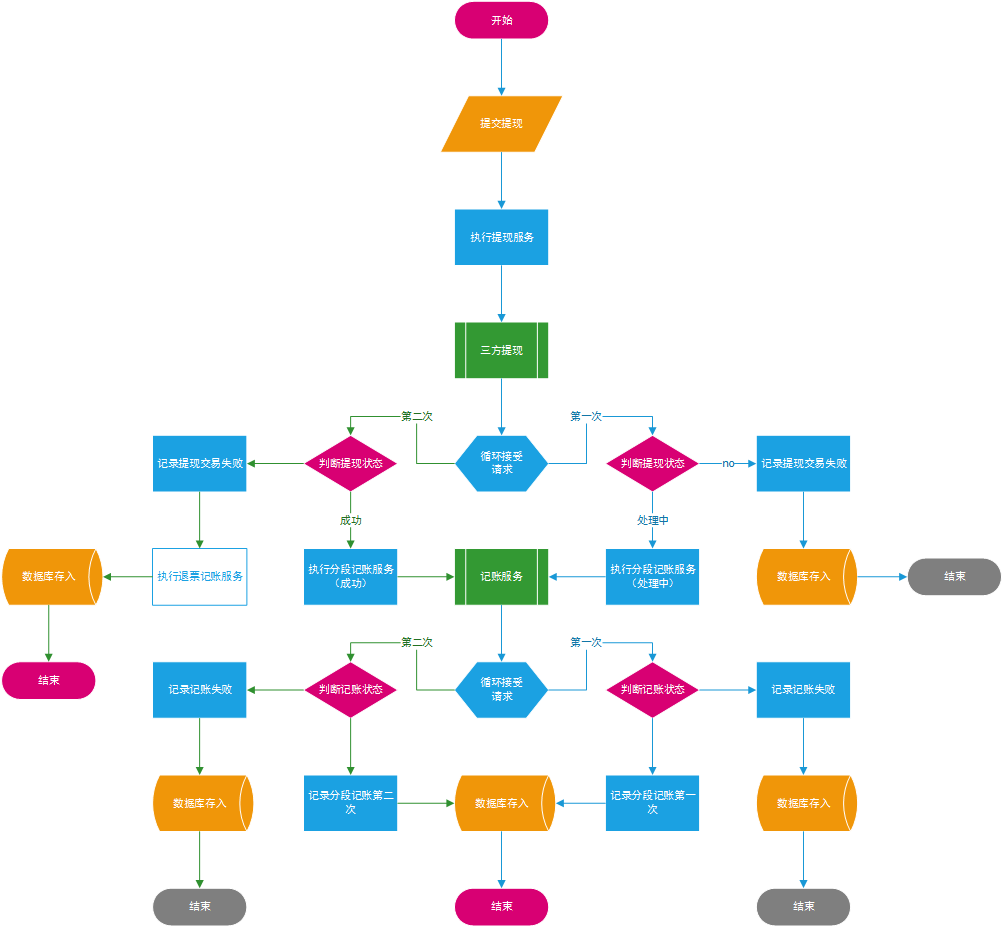 开始
提交提现
执行提现服务
三方提现
第二次
第一次
记录提现交易失败
判断提现状态
循环接受
请求
判断提现状态
no
记录提现交易失败
成功
处理中
数据库存入
执行退票记账服务
执行分段记账服务
（成功）
记账服务
执行分段记账服务
（处理中）
数据库存入
结束
第二次
第一次
结束
记录记账失败
判断记账状态
循环接受
请求
判断记账状态
记录记账失败
数据库存入
记录分段记账第二
次
数据库存入
记录分段记账第一
次
数据库存入
结束
结束
结束